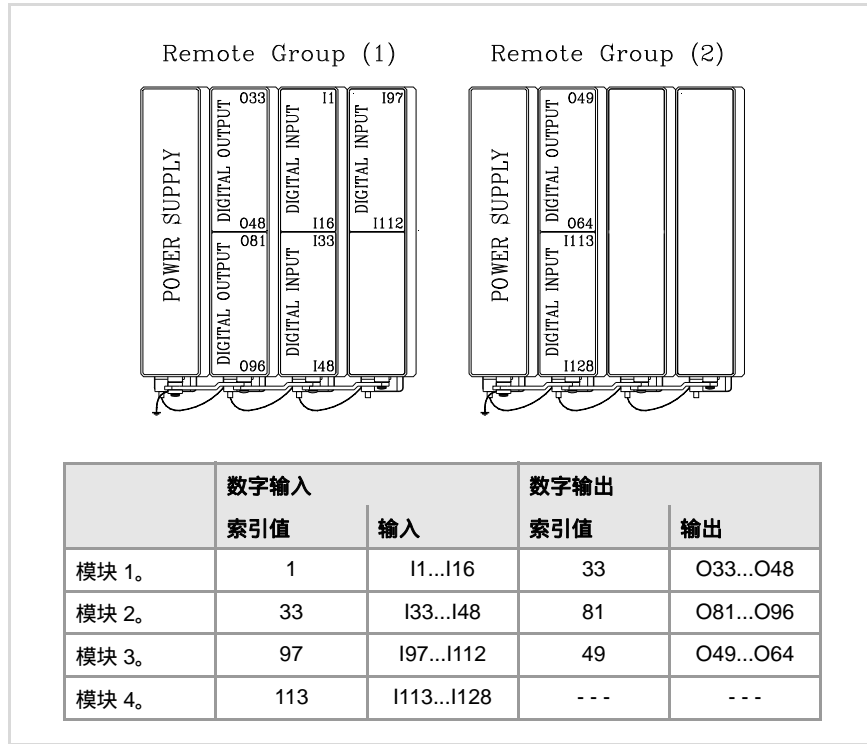 Remote Group (1)
Remote Group (2)
POWER SUPPLY
O33
DIGITAL OUTPUT
O48
I1
DIGITAL INPUT
I16
I97
DIGITAL INPUT
I112
O81
DIGITAL OUTPUT
O96
I33
DIGITAL INPUT
I48
POWER SUPPLY
O49
DIGITAL OUTPUT
O64
I113
DIGITAL INPUT
I128
数字输入 数字输出
索引值 输入 索引值 输出
模块 1。 1 I1...I16 33 O33...O48
模块 2。 33 I33...I48 81 O81...O96
模块 3。 97 I97...I112 49 O49...O64
模块 4。 113 I113...I128 - - - - - -